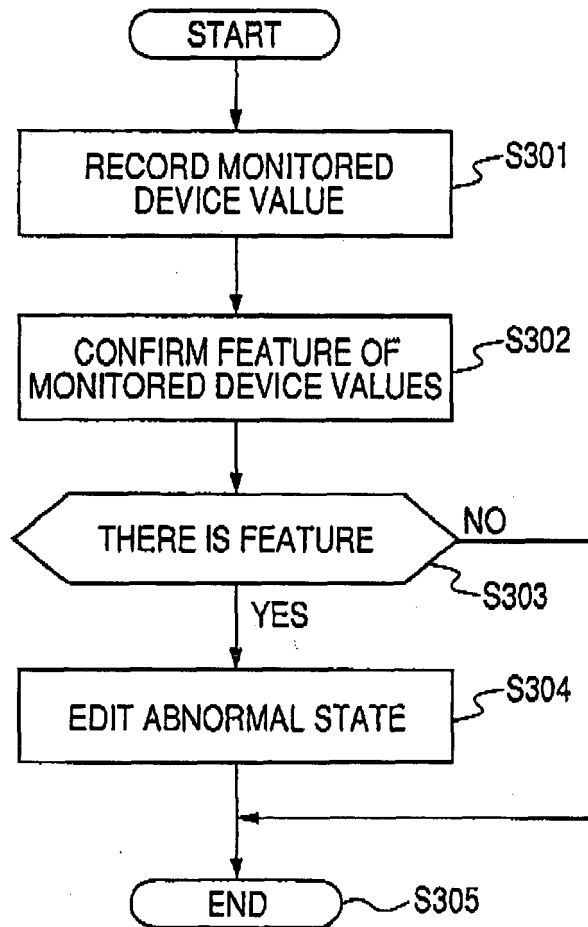 START
RECORD MONITORED
DEVICE VALUE
S301
CONFIRM FEATURE OF
MONITORED DEVICE VALUES
S302
THERE IS FEATURE
NO
S303
YES
EDIT ABNORMAL STATE
S304
END
S305